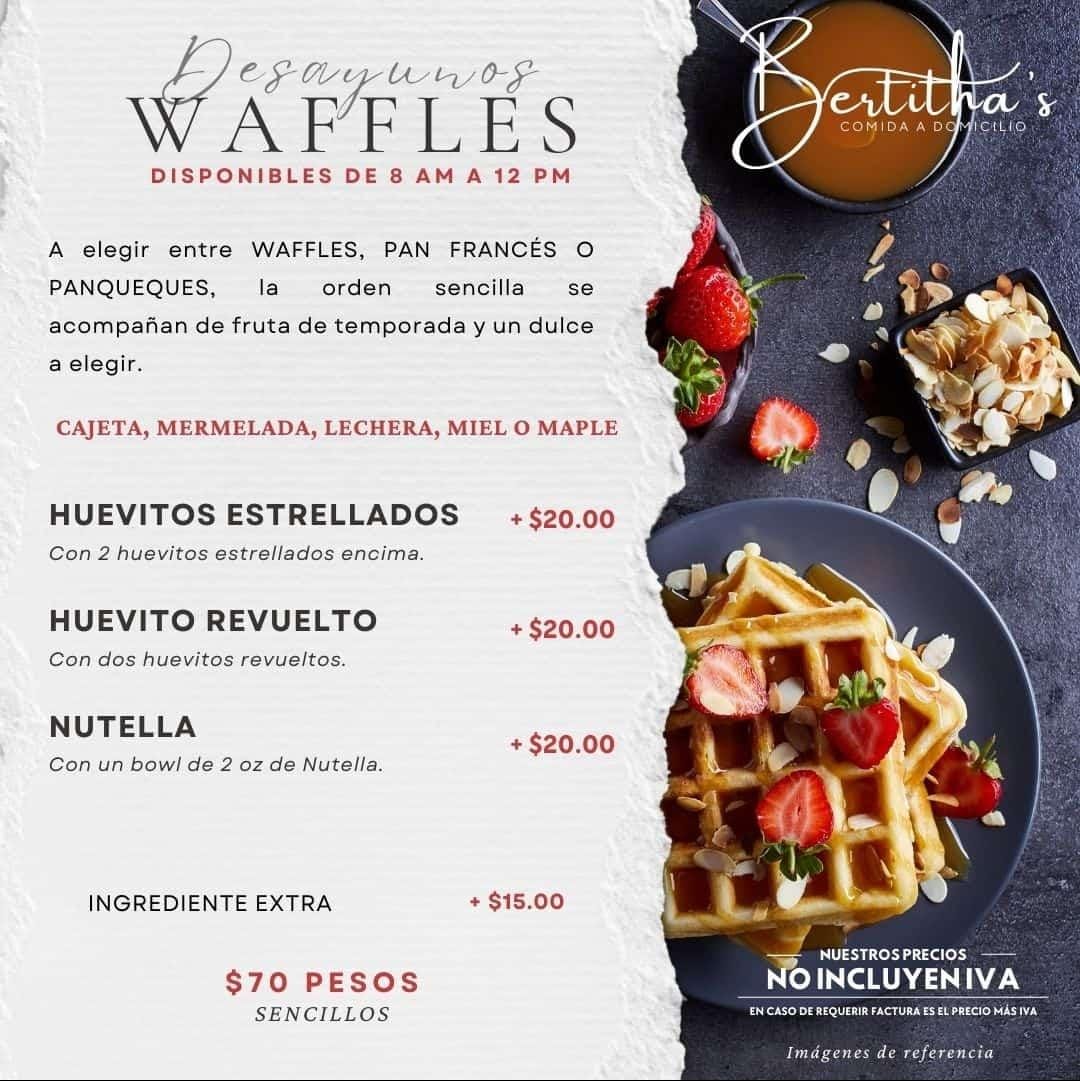 Desayunos
WAFFLES
DISPONIBLES DE 8 AM A 12 PM
Bertitha's
COMIDA A DOMICILIO
A elegir entre WAFFLES, PAN FRANCÉS O
PANQUEQUES, la orden sencilla se
acompañan de fruta de temporada y un dulce
a elegir.
CAJETA, MERMELADA, LECHERA, MIEL O MAPLE
HUEVITOS ESTRELLADOS + $20.00
Con 2 huevitos estrellados encima.
HUEVITO REVUELTO + $20.00
Con dos huevitos revueltos.
NUTELLA + $20.00
Con un bowl de 2 oz de Nutella.
INGREDIENTE EXTRA + $15.00
$70 PESOS
SENCILLOS
NUESTROS PRECIOS
NO INCLUYEN IVA
EN CASO DE REQUERIR FACTURA ES EL PRECIO MÁS IVA
Imágenes de referencia